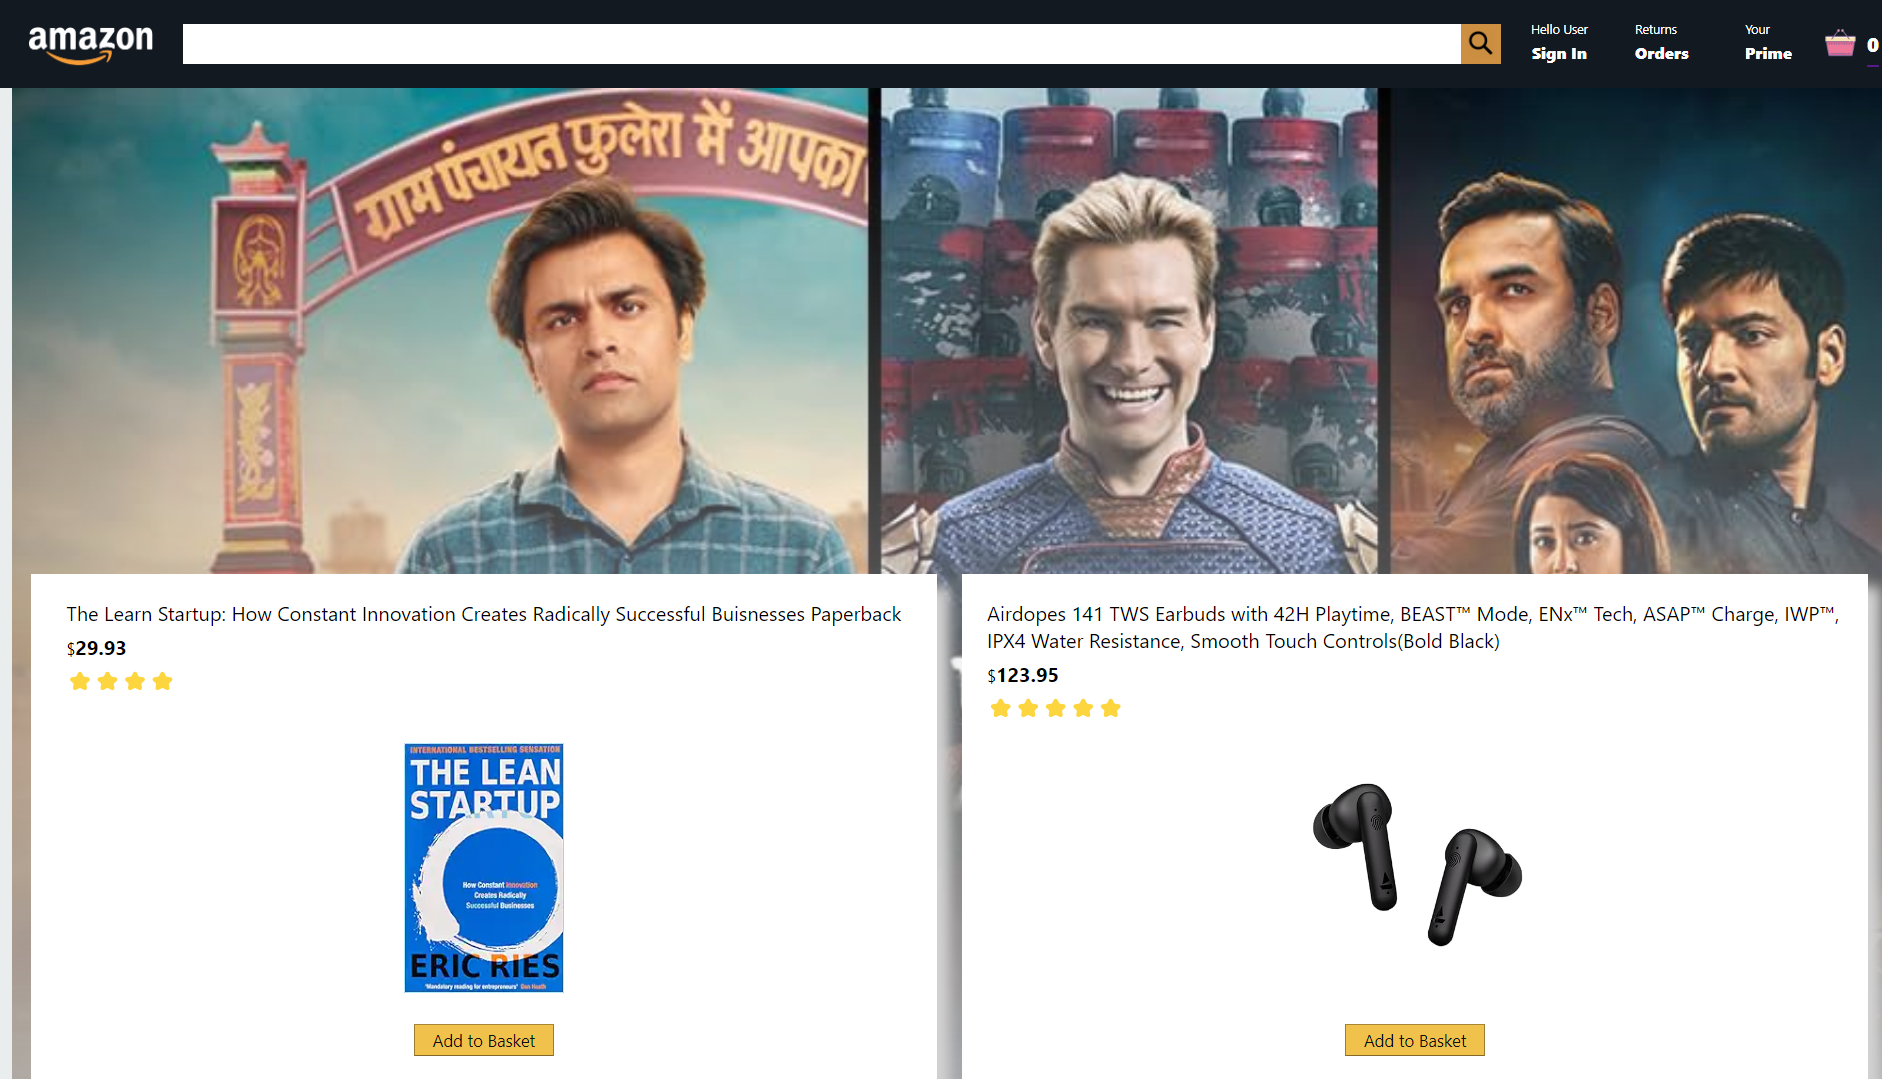 amazon
Hello User
Sign In
Returns
Orders
Your
Prime
0
ग्राम पंचायत फुलेरा में आपका
The Learn Startup: How Constant Innovation Creates Radically Successful Buisnesses Paperback
$29.93
INTERNATIONAL BESTSELLING SENSATION
THE LEAN
STARTUP
How Constant Innovation
Creates Radically
Successful Businesses
ERIC RIES
'Mandatory reading for entrepreneurs' Dan Heath
Add to Basket
Airdopes 141 TWS Earbuds with 42H Playtime, BEAST™ Mode, ENx™ Tech, ASAP™ Charge, IWP™,
IPX4 Water Resistance, Smooth Touch Controls(Bold Black)
$123.95
Add to Basket